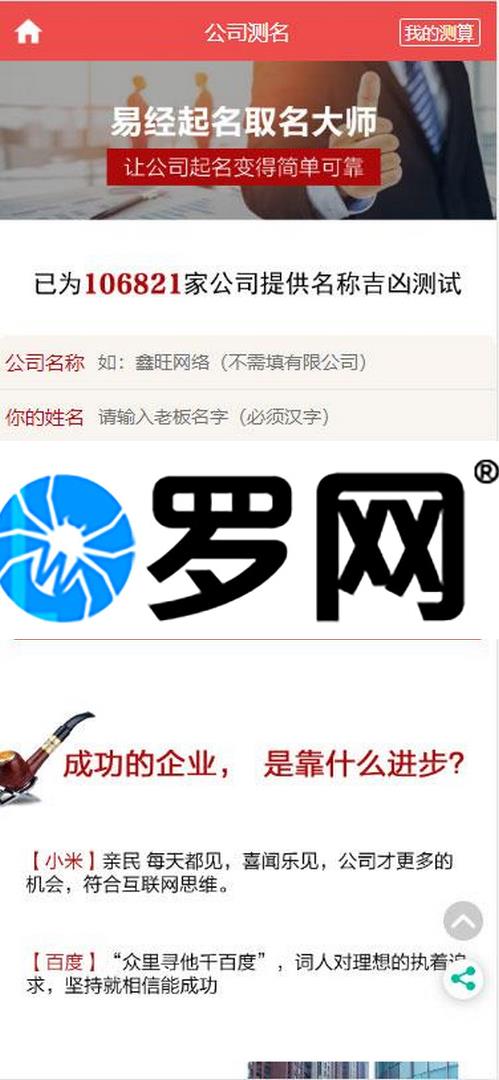 公司测名
我的测算
易经起名取名大师
让公司起名变得简单可靠
已为106821家公司提供名称吉凶测试
公司名称 如：鑫旺网络（不需填有限公司）
你的姓名 请输入老板名字（必须汉字）
罗网®
成功的企业， 是靠什么进步?
【小米】亲民 每天都见，喜闻乐见，公司才更多的
机会，符合互联网思维。
【百度】“众里寻他千百度”，词人对理想的执着追
求，坚持就相信能成功